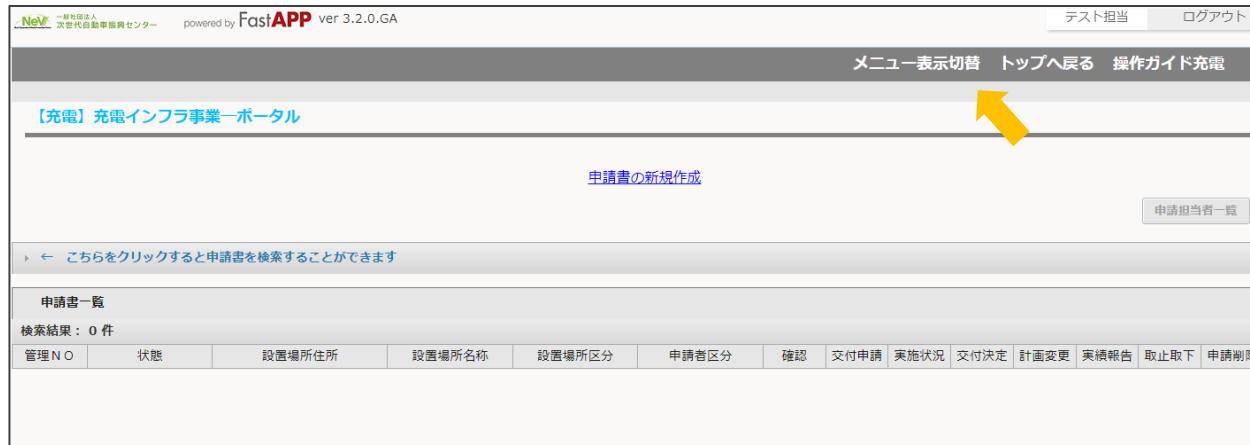 NeV 一般社団法人 次世代自動車振興センター powered by FastAPP ver 3.2.0.GA テスト担当 ログアウト
メニュー表示切替 トップへ戻る 操作ガイド充電
【充電】充電インフラ事業―ポータル
申請書の新規作成
申請担当者一覧
← こちらをクリックすると申請書を検索することができます
申請書一覧
検索結果： 0 件
管理ＮＯ 状態 設置場所住所 設置場所名称 設置場所区分 申請者区分 確認 交付申請 実施状況 交付決定 計画変更 実績報告 取止取下 申請削除